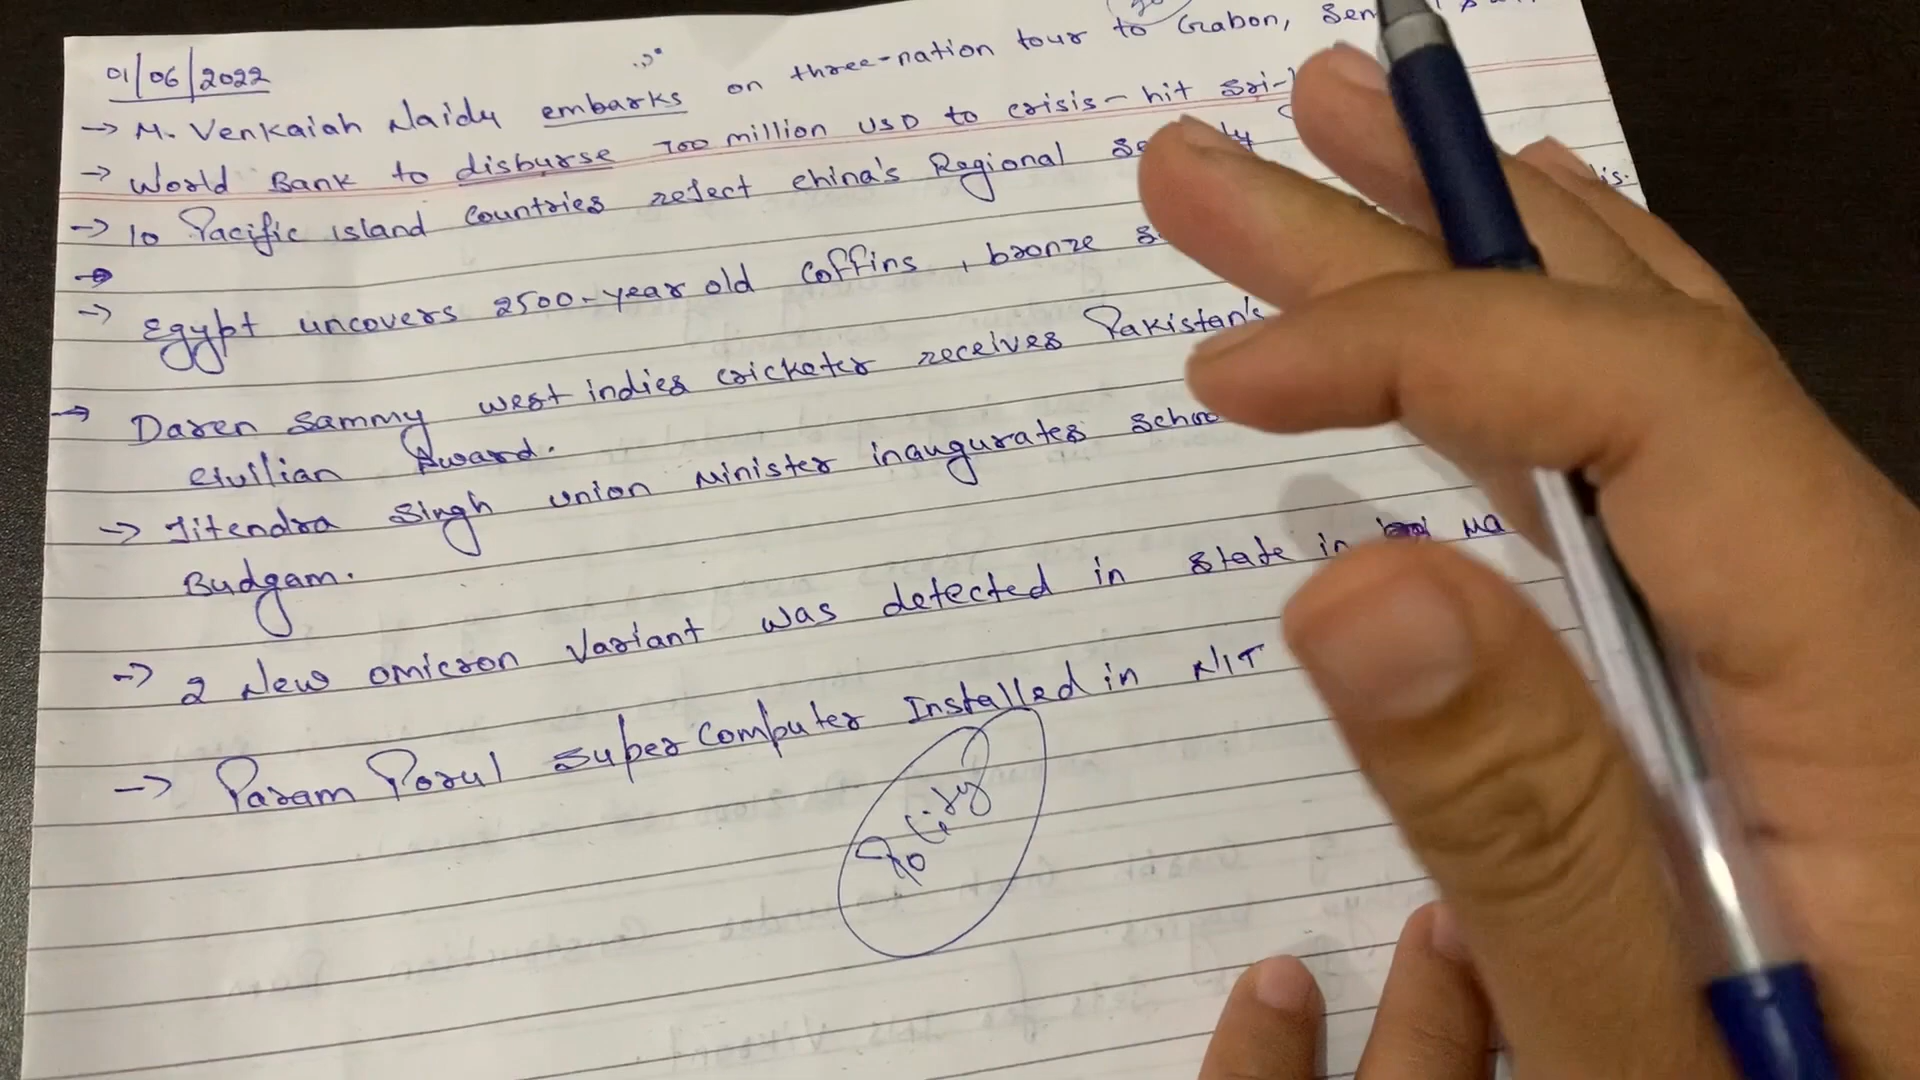 01/06/2022
→ M. Venkaiah Naidu embarks on three-nation tour to Gabon,
→ World Bank to disburse 700 million USD to crisis-hit Sri-
→ 10 Pacific island countries reject china's Regional
→ Egypt uncovers 2500-year old coffins, bronze
→ Daren Sammy west indies cricketer receives Pakistan's
civilian Award.
→ Jitendra Singh union Minister inaugurates
Budgam.
→ 2 New omicron variant was detected in state in
→ Param Porul super computer Installed in NIT